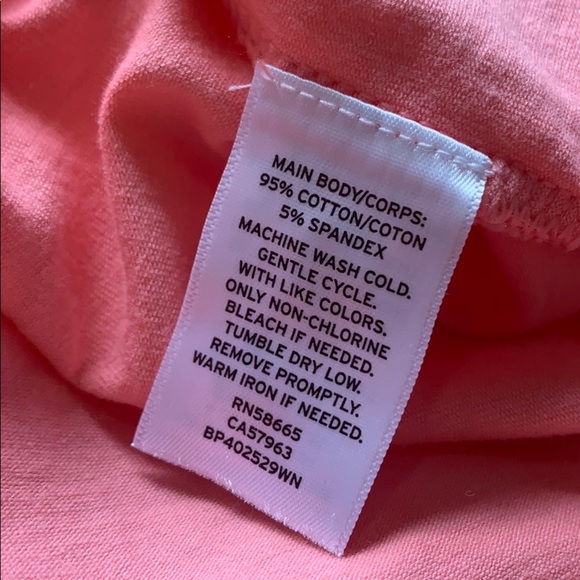 MAIN BODY/CORPS:
95% COTTON/COTON
5% SPANDEX
MACHINE WASH COLD.
GENTLE CYCLE.
WITH LIKE COLORS.
ONLY NON-CHLORINE
BLEACH IF NEEDED.
TUMBLE DRY LOW.
REMOVE PROMPTLY.
WARM IRON IF NEEDED.
RN58665
CA57963
BP402529WN